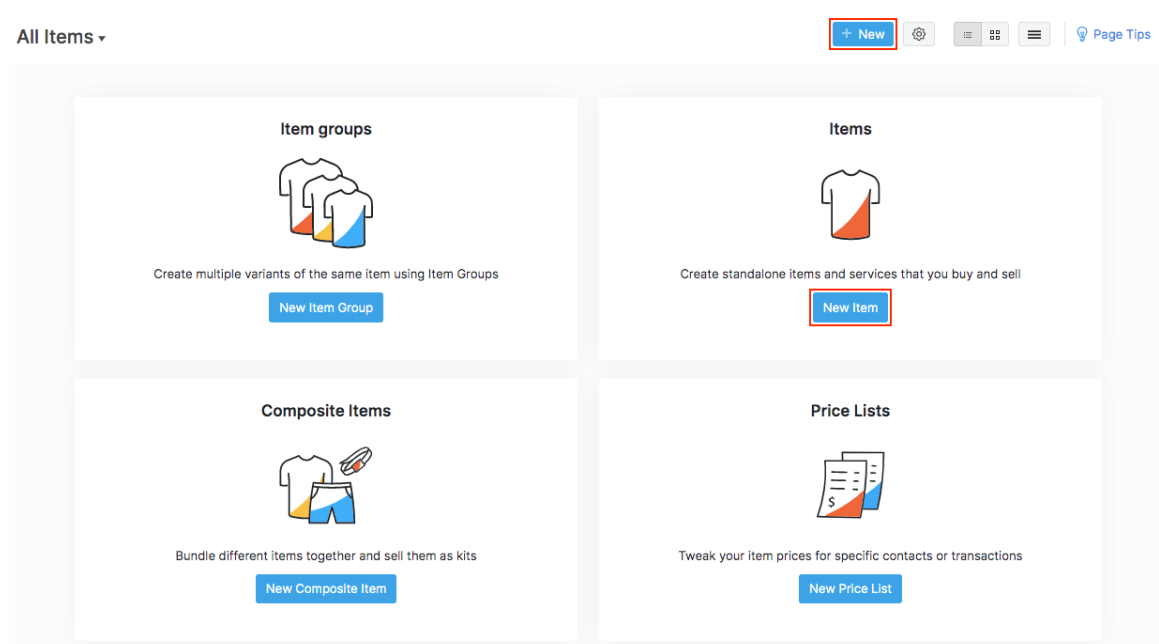 All Items
+ New
Page Tips
Item groups
Create multiple variants of the same item using Item Groups
New Item Group
Items
Create standalone items and services that you buy and sell
New Item
Composite Items
Bundle different items together and sell them as kits
New Composite Item
Price Lists
$
Tweak your item prices for specific contacts or transactions
New Price List